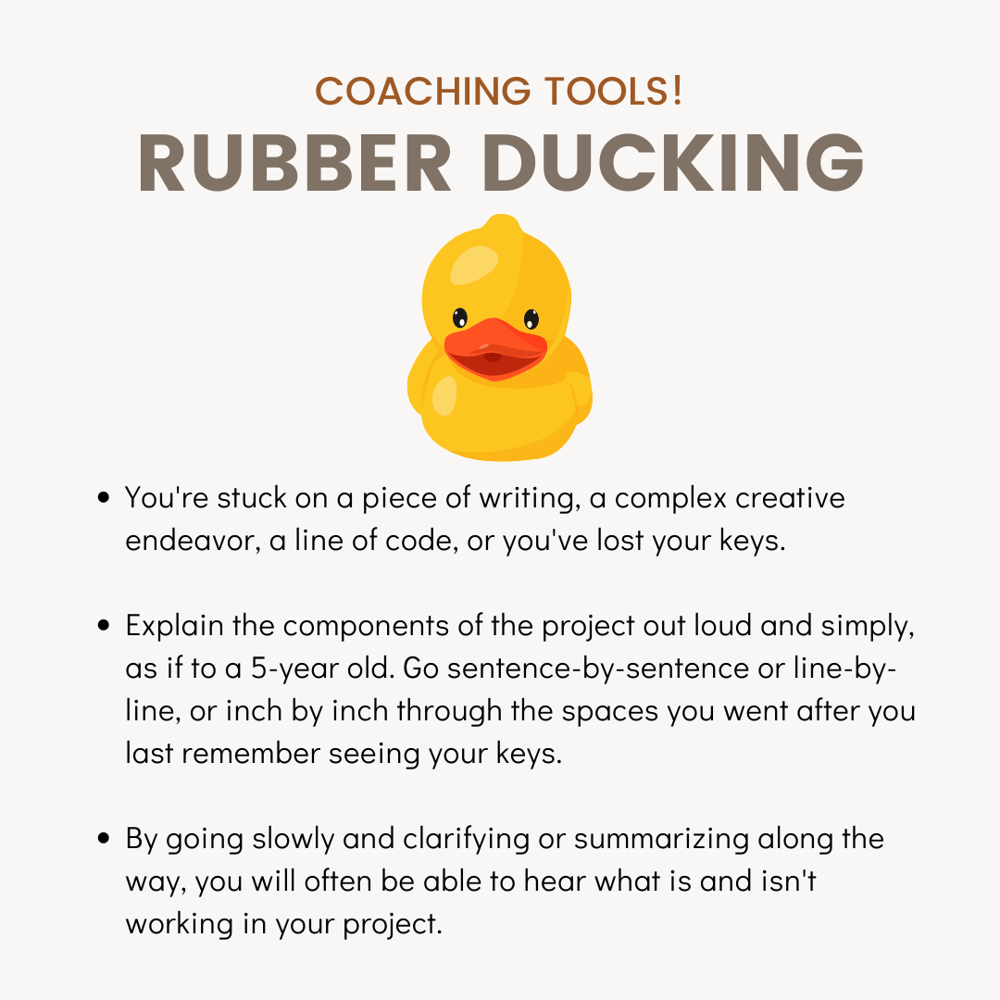 COACHING TOOLS!
RUBBER DUCKING
• You're stuck on a piece of writing, a complex creative
endeavor, a line of code, or you've lost your keys.
• Explain the components of the project out loud and simply,
as if to a 5-year old. Go sentence-by-sentence or line-by-
line, or inch by inch through the spaces you went after you
last remember seeing your keys.
• By going slowly and clarifying or summarizing along the
way, you will often be able to hear what is and isn't
working in your project.